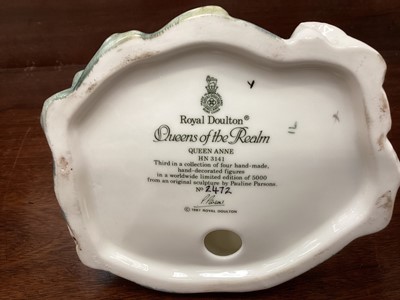 Royal Doulton®
Queens of the Realm
QUEEN ANNE
HN 3141
Third in a collection of four hand-made,
hand-decorated figures
in a worldwide limited edition of 5000
from an original sculpture by Pauline Parsons.
No 2472
© 1987 ROYAL DOULTON